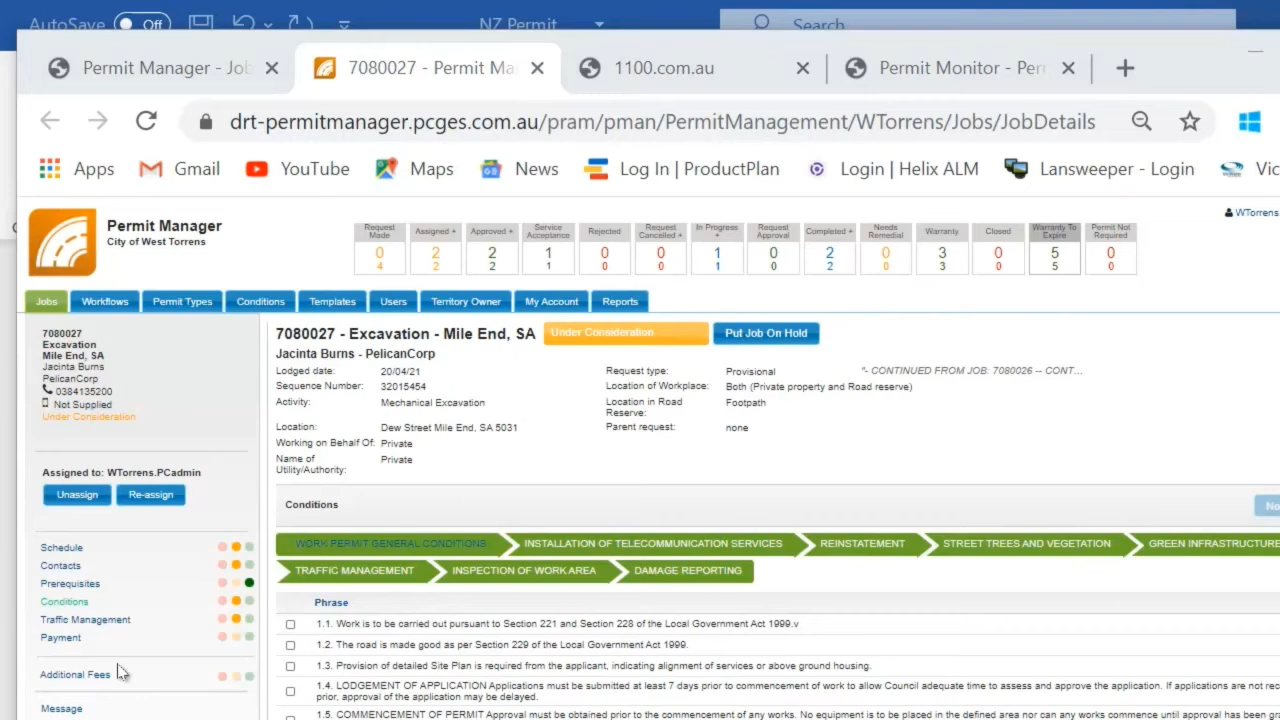 AutoSave Off NZ Permit Search
Permit Manager - Job 7080027 - Permit Ma 1100.com.au Permit Monitor - Per
drt-permitmanager.pcges.com.au/pram/pman/PermitManagement/WTorrens/Jobs/JobDetails
Apps Gmail YouTube Maps News Log In | ProductPlan Login | Helix ALM Lansweeper - Login Vic
WTorrens
Permit Manager
City of West Torrens
Request Made 0 4
Assigned + 2 2
Approved + 2 2
Service Acceptance 1 1
Rejected 0 0
Request Cancelled + 0 0
In Progress + 1 1
Request Approval 0 0
Completed + 2 2
Needs Remedial 0 0
Warranty 3 3
Closed 0 0
Warranty To Expire 5 5
Permit Not Required 0 0
Jobs Workflows Permit Types Conditions Templates Users Territory Owner My Account Reports
7080027
Excavation
Mile End, SA
Jacinta Burns
PelicanCorp
0384135200
Not Supplied
Under Consideration
Assigned to: WTorrens.PCadmin
Unassign Re-assign
Schedule
Contacts
Prerequisites
Conditions
Traffic Management
Payment
Additional Fees
Message
7080027 - Excavation - Mile End, SA Under Consideration Put Job On Hold
Jacinta Burns - PelicanCorp
Lodged date: 20/04/21 Request type: Provisional "- CONTINUED FROM JOB: 7080026 -- CONT...
Sequence Number: 32015454 Location of Workplace: Both (Private property and Road reserve)
Activity: Mechanical Excavation Location in Road Reserve: Footpath
Location: Dew Street Mile End, SA 5031 Parent request: none
Working on Behalf Of: Private
Name of Utility/Authority: Private
Conditions No
WORK PERMIT GENERAL CONDITIONS INSTALLATION OF TELECOMMUNICATION SERVICES REINSTATEMENT STREET TREES AND VEGETATION GREEN INFRASTRUCTURE
TRAFFIC MANAGEMENT INSPECTION OF WORK AREA DAMAGE REPORTING
Phrase
1.1. Work is to be carried out pursuant to Section 221 and Section 228 of the Local Government Act 1999.v
1.2. The road is made good as per Section 229 of the Local Government Act 1999.
1.3. Provision of detailed Site Plan is required from the applicant, indicating alignment of services or above ground housing.
1.4. LODGEMENT OF APPLICATION Applications must be submitted at least 7 days prior to commencement of work to allow Council adequate time to assess and approve the application. If applications are not rec
prior, approval of the application may be delayed.
1.5. COMMENCEMENT OF PERMIT Approval must be obtained prior to the commencement of any works. No equipment is to be placed in the defined area nor can any works commence until approval has been